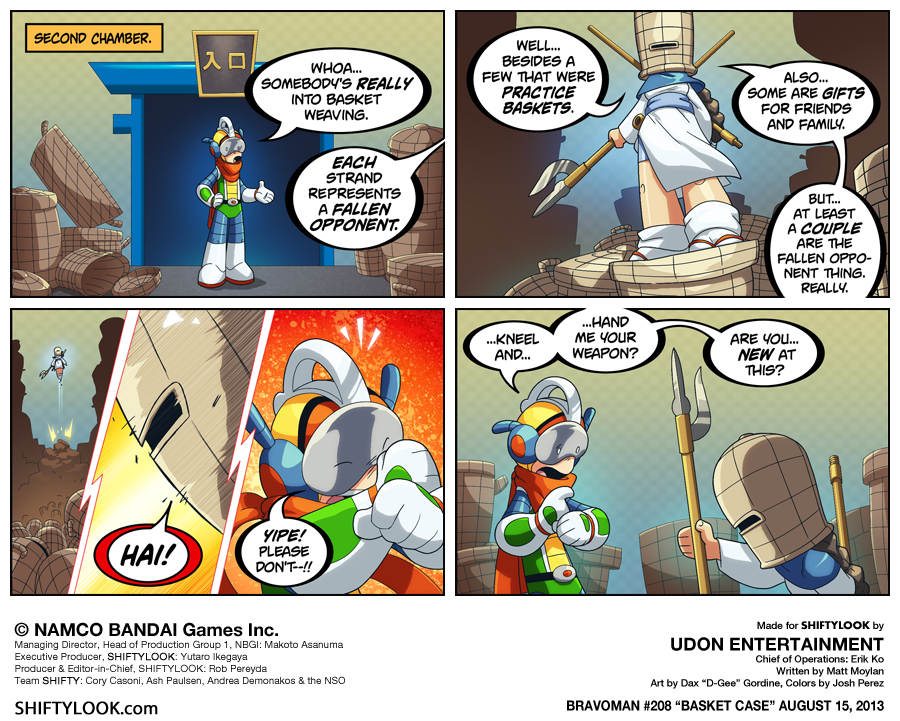 SECOND CHAMBER.
入口
WHOA...
SOMEBODY'S REALLY
INTO BASKET
WEAVING.
EACH
STRAND
REPRESENTS
A FALLEN
OPPONENT.
WELL...
BESIDES A
FEW THAT WERE
PRACTICE
BASKETS.
ALSO...
SOME ARE GIFTS
FOR FRIENDS
AND FAMILY.
BUT...
AT LEAST
A COUPLE
ARE THE
FALLEN OPPO-
NENT THING.
REALLY.
HAI!
YIPE!
PLEASE
DON'T--!!
...KNEEL
AND...
...HAND
ME YOUR
WEAPON?
ARE YOU...
NEW AT
THIS?
© NAMCO BANDAI Games Inc.
Managing Director, Head of Production Group 1, NBGI: Makoto Asanuma
Executive Producer, SHIFTYLOOK: Yutaro Ikegaya
Producer & Editor-in-Chief, SHIFTYLOOK: Rob Pereyda
Team SHIFTY: Cory Casoni, Ash Paulsen, Andrea Demonakos & the NSO
SHIFTYLOOK.com
Made for SHIFTYLOOK by
UDON ENTERTAINMENT
Chief of Operations: Erik Ko
Written by Matt Moylan
Art by Dax "D-Gee" Gordine, Colors by Josh Perez
BRAVOMAN #208 "BASKET CASE" AUGUST 15, 2013